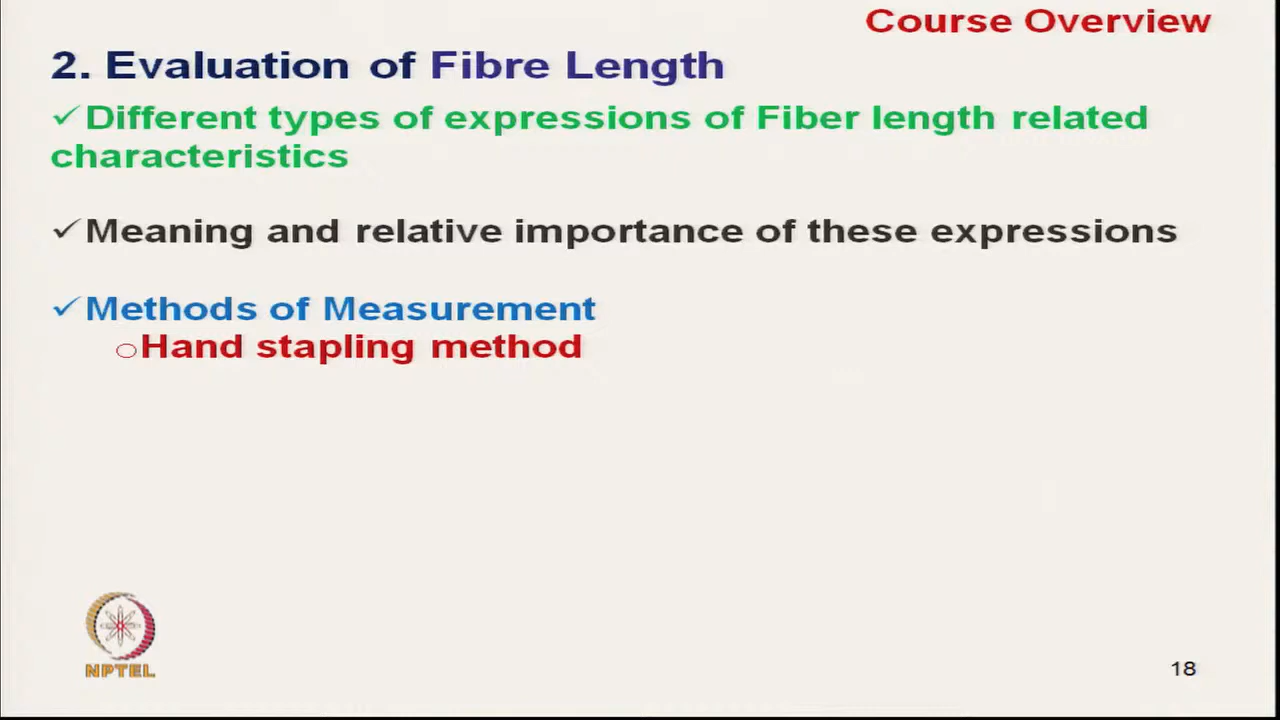 Course Overview
2. Evaluation of Fibre Length
✓Different types of expressions of Fiber length related
characteristics
✓Meaning and relative importance of these expressions
✓Methods of Measurement
○Hand stapling method
NPTEL
18